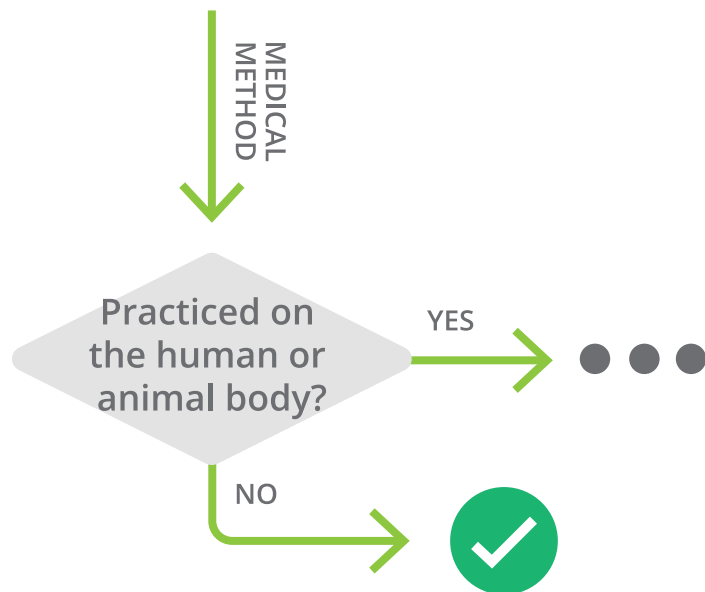 MEDICAL
METHOD
Practiced on
the human or
animal body?
YES
NO